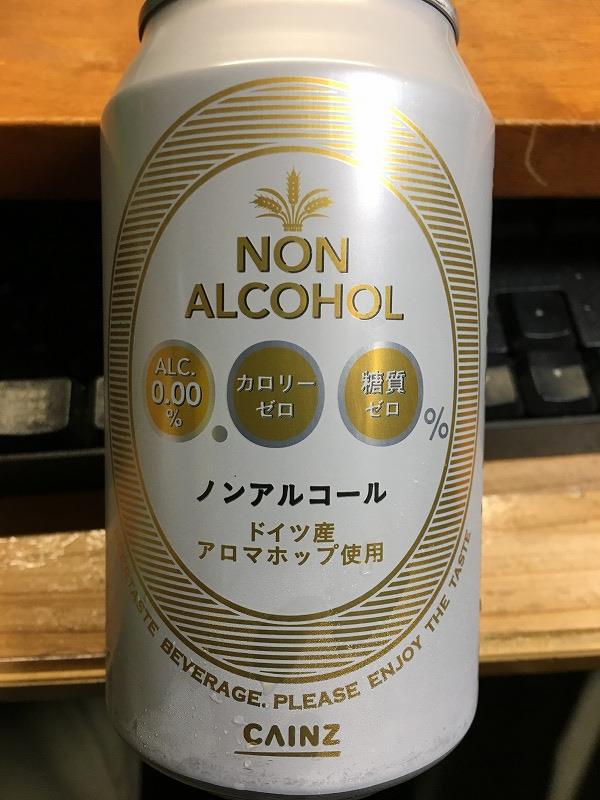 NON
ALCOHOL
ALC.
0.00
%
カロリー
ゼロ
糖質
ゼロ
%
ノンアルコール
ドイツ産
アロマホップ使用
BEVERAGE. PLEASE ENJOY THE TASTE
CAINZ